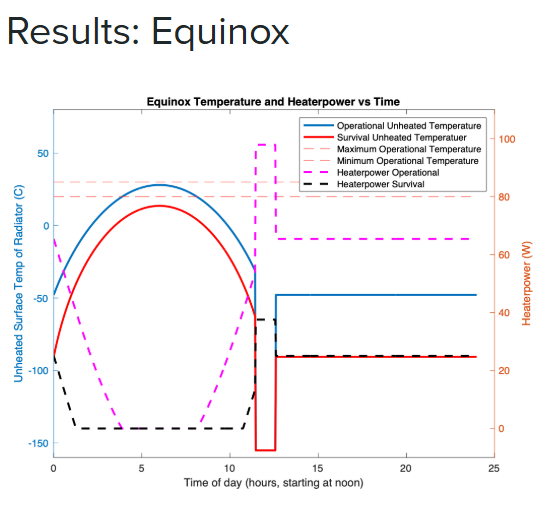 Results: Equinox
Equinox Temperature and Heaterpower vs Time
Operational Unheated Temperature
Survival Unheated Temperatuer
Maximum Operational Temperature
Minimum Operational Temperature
Heaterpower Operational
Heaterpower Survival
Unheated Surface Temp of Radiator (C)
50
0
-50
-100
-150
100
80
60
40
20
0
Heaterpower (W)
0 5 10 15 20 25
Time of day (hours, starting at noon)